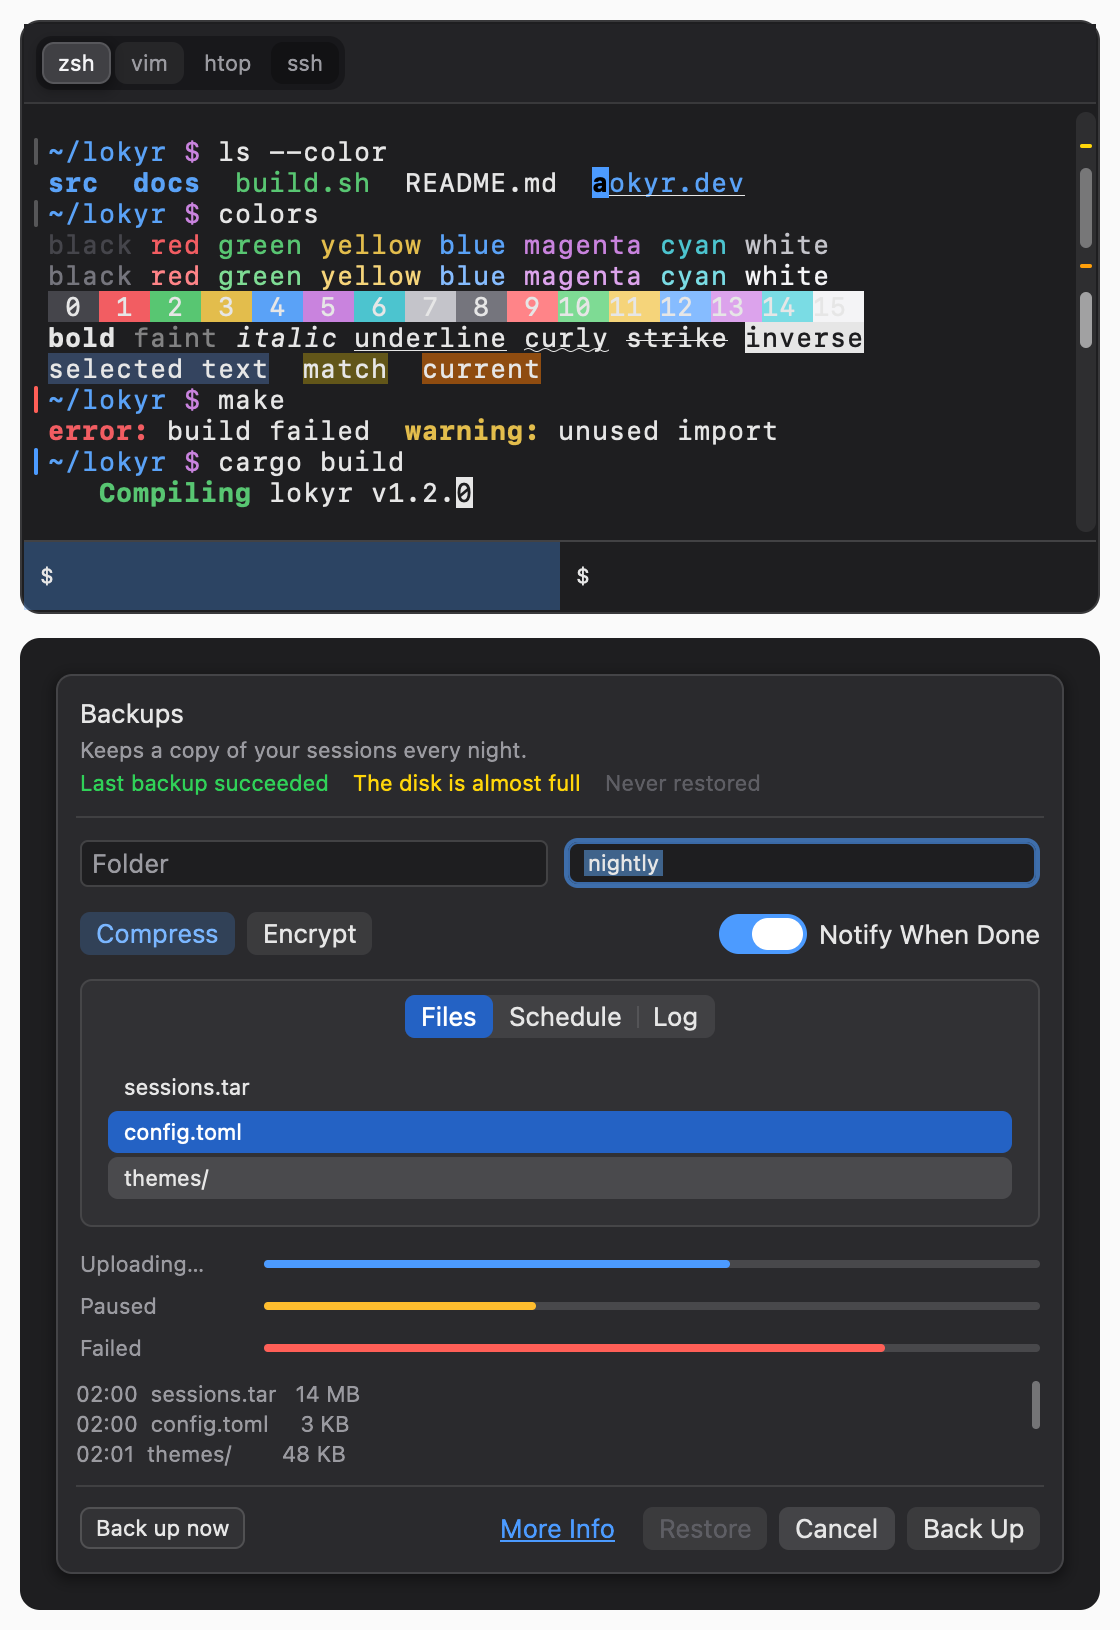 zsh vim htop ssh
~/lokyr $ ls --color
src docs build.sh README.md aokyr.dev
~/lokyr $ colors
black red green yellow blue magenta cyan white
black red green yellow blue magenta cyan white
0 1 2 3 4 5 6 7 8 9 10 11 12 13 14 15
bold faint italic underline curly strike inverse
selected text match current
~/lokyr $ make
error: build failed warning: unused import
~/lokyr $ cargo build
Compiling lokyr v1.2.0
$ $
Backups
Keeps a copy of your sessions every night.
Last backup succeeded The disk is almost full Never restored
Folder nightly
Compress Encrypt Notify When Done
Files Schedule Log
sessions.tar
config.toml
themes/
Uploading...
Paused
Failed
02:00 sessions.tar 14 MB
02:00 config.toml 3 KB
02:01 themes/ 48 KB
Back up now More Info Restore Cancel Back Up